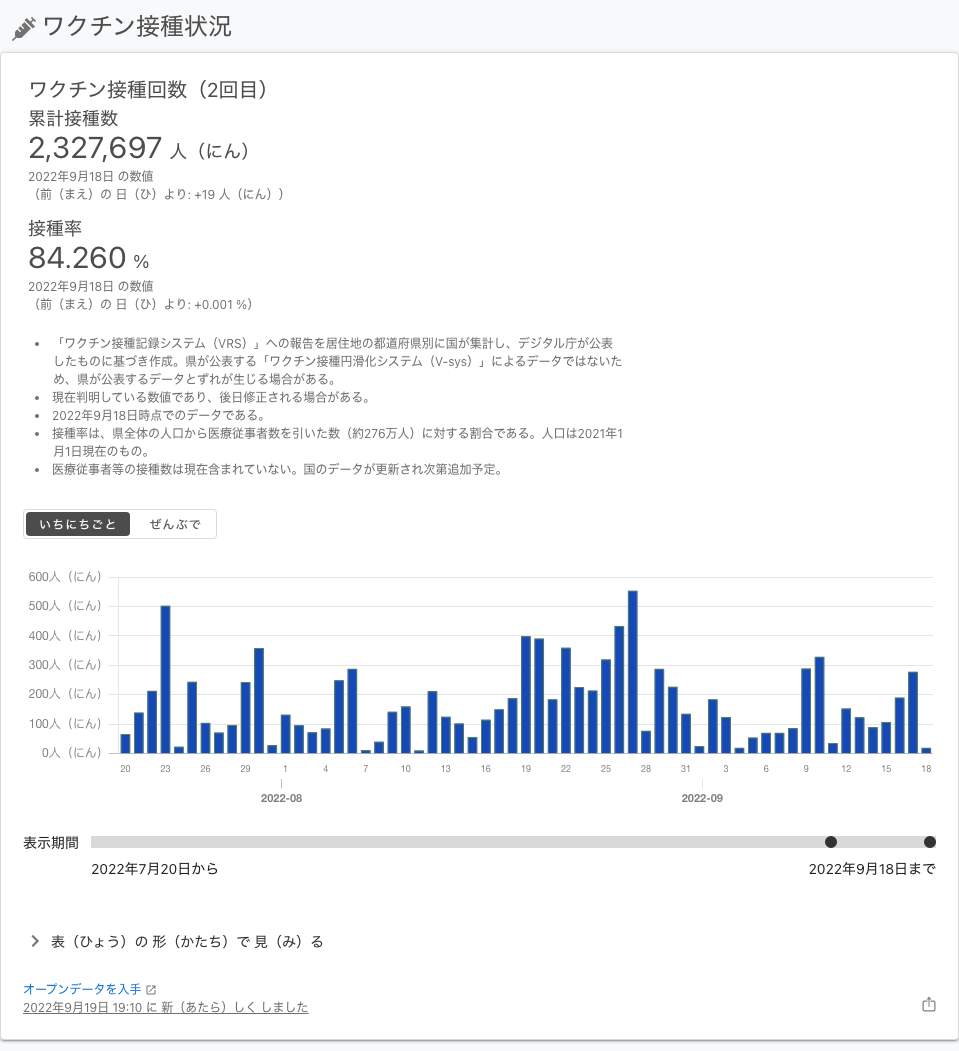 ワクチン接種状況
ワクチン接種回数（2回目）
累計接種数
2,327,697 人（にん）
2022年9月18日 の数値
（前（まえ）の 日（ひ）より: +19 人（にん））
接種率
84.260 %
2022年9月18日 の数値
（前（まえ）の 日（ひ）より: +0.001 %）
• 「ワクチン接種記録システム（VRS）」への報告を居住地の都道府県別に国が集計し、デジタル庁が公表
したものに基づき作成。県が公表する「ワクチン接種円滑化システム（V-sys）」によるデータではないた
め、県が公表するデータとずれが生じる場合がある。
• 現在判明している数値であり、後日修正される場合がある。
• 2022年9月18日時点でのデータである。
• 接種率は、県全体の人口から医療従事者数を引いた数（約276万人）に対する割合である。人口は2021年1
月1日現在のもの。
• 医療従事者等の接種数は現在含まれていない。国のデータが更新され次第追加予定。
いちにちごと ぜんぶで
600人（にん）
500人（にん）
400人（にん）
300人（にん）
200人（にん）
100人（にん）
0人（にん）
20 23 26 29 1 4 7 10 13 16 19 22 25 28 31 3 6 9 12 15 18
2022-08 2022-09
表示期間
2022年7月20日から 2022年9月18日まで
表（ひょう）の 形（かたち）で 見（み）る
オープンデータを入手
2022年9月19日 19:10 に 新（あたら）しく しました